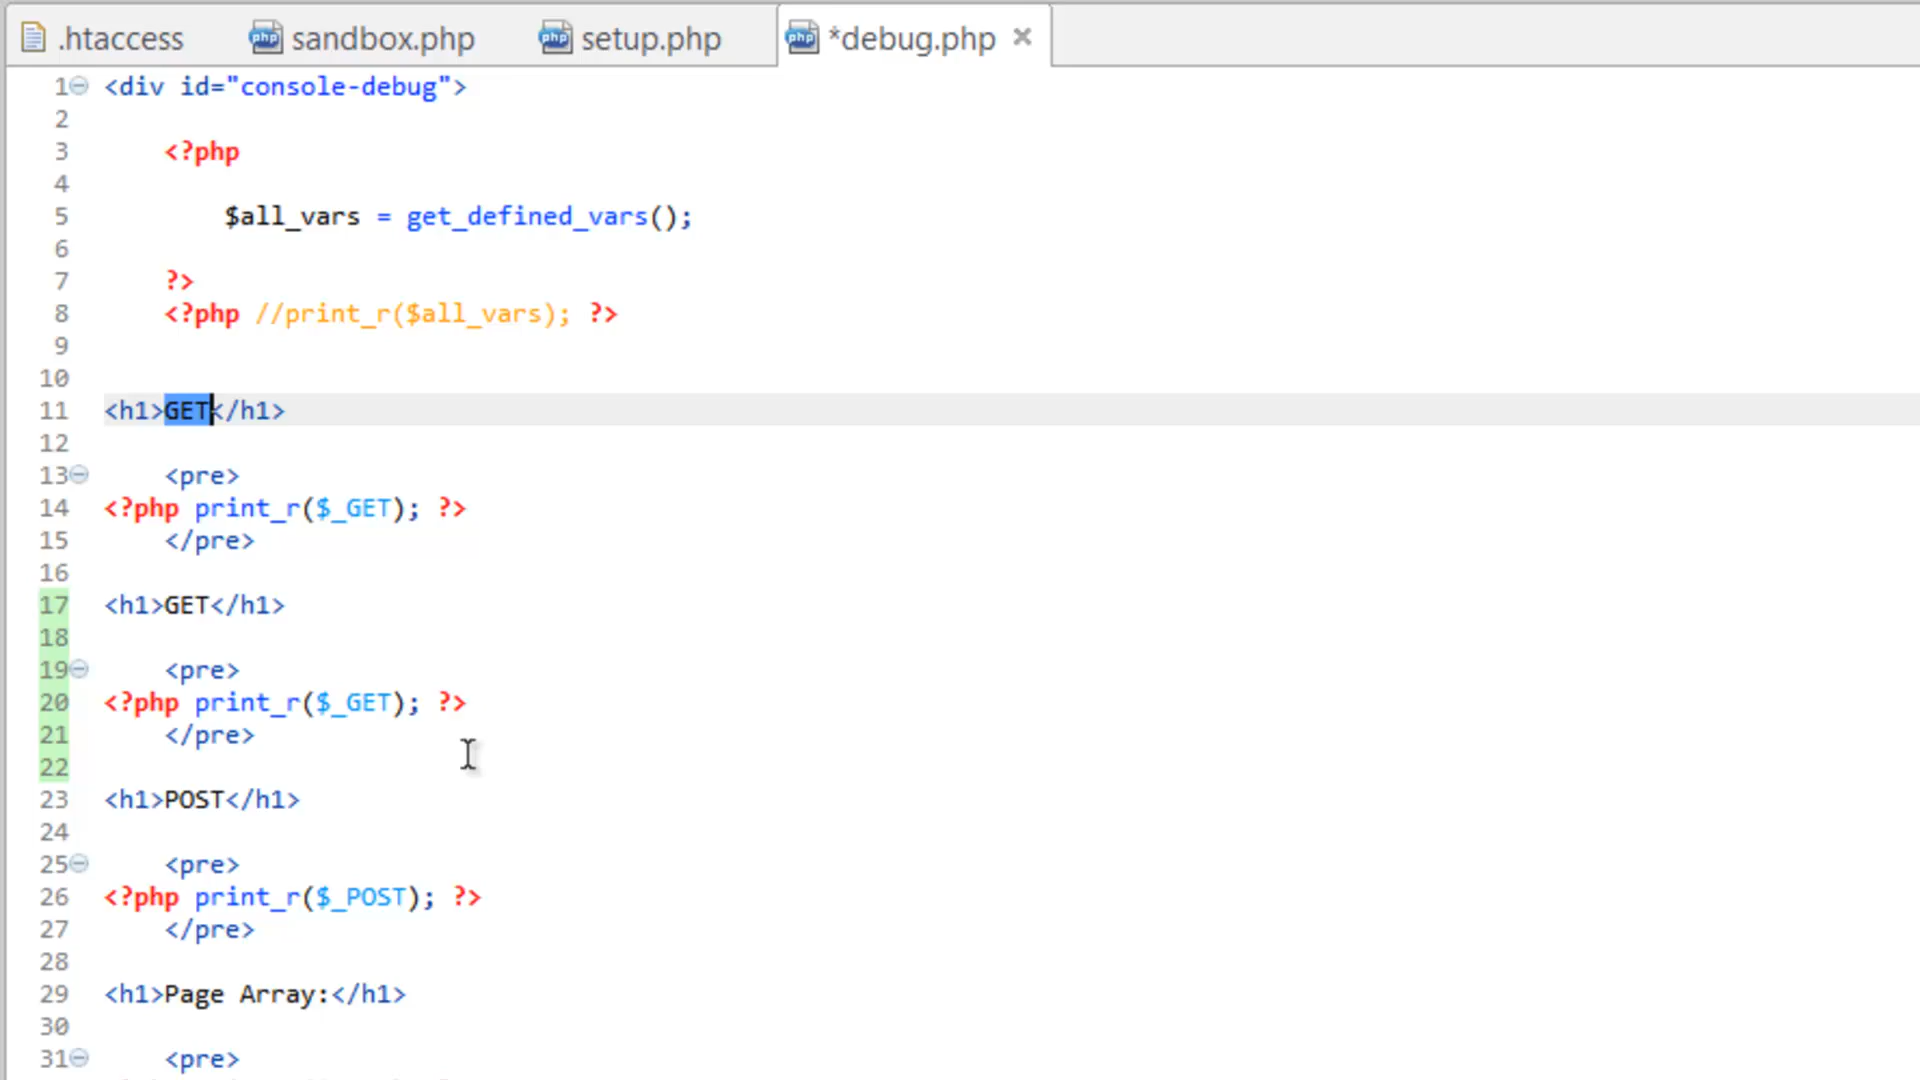 .htaccess sandbox.php setup.php *debug.php
1 <div id="console-debug">
2
3 <?php
4
5 $all_vars = get_defined_vars();
6
7 ?>
8 <?php //print_r($all_vars); ?>
9
10
11 <h1>GET</h1>
12
13 <pre>
14 <?php print_r($_GET); ?>
15 </pre>
16
17 <h1>GET</h1>
18
19 <pre>
20 <?php print_r($_GET); ?>
21 </pre>
22
23 <h1>POST</h1>
24
25 <pre>
26 <?php print_r($_POST); ?>
27 </pre>
28
29 <h1>Page Array:</h1>
30
31 <pre>